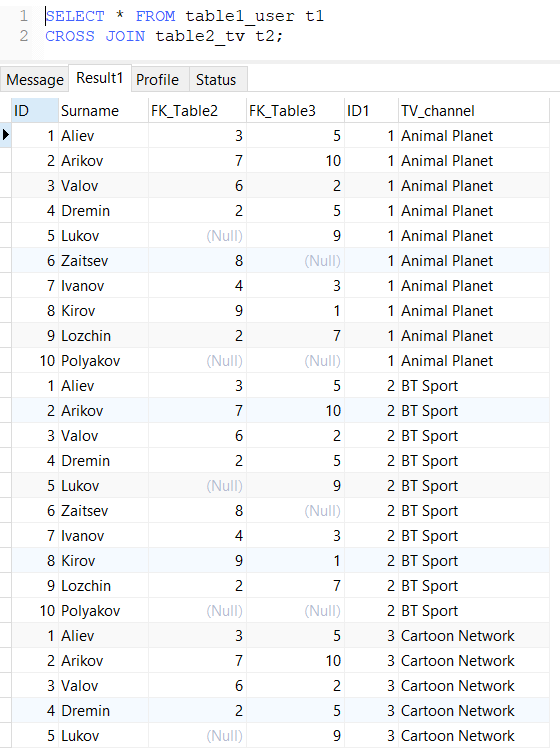 1 SELECT * FROM table1_user t1
2 CROSS JOIN table2_tv t2;
Message Result1 Profile Status
ID Surname FK_Table2 FK_Table3 ID1 TV_channel
1 Aliev 3 5 1 Animal Planet
2 Arikov 7 10 1 Animal Planet
3 Valov 6 2 1 Animal Planet
4 Dremin 2 5 1 Animal Planet
5 Lukov (Null) 9 1 Animal Planet
6 Zaitsev 8 (Null) 1 Animal Planet
7 Ivanov 4 3 1 Animal Planet
8 Kirov 9 1 1 Animal Planet
9 Lozchin 2 7 1 Animal Planet
10 Polyakov (Null) (Null) 1 Animal Planet
1 Aliev 3 5 2 BT Sport
2 Arikov 7 10 2 BT Sport
3 Valov 6 2 2 BT Sport
4 Dremin 2 5 2 BT Sport
5 Lukov (Null) 9 2 BT Sport
6 Zaitsev 8 (Null) 2 BT Sport
7 Ivanov 4 3 2 BT Sport
8 Kirov 9 1 2 BT Sport
9 Lozchin 2 7 2 BT Sport
10 Polyakov (Null) (Null) 2 BT Sport
1 Aliev 3 5 3 Cartoon Network
2 Arikov 7 10 3 Cartoon Network
3 Valov 6 2 3 Cartoon Network
4 Dremin 2 5 3 Cartoon Network
5 Lukov (Null) 9 3 Cartoon Network